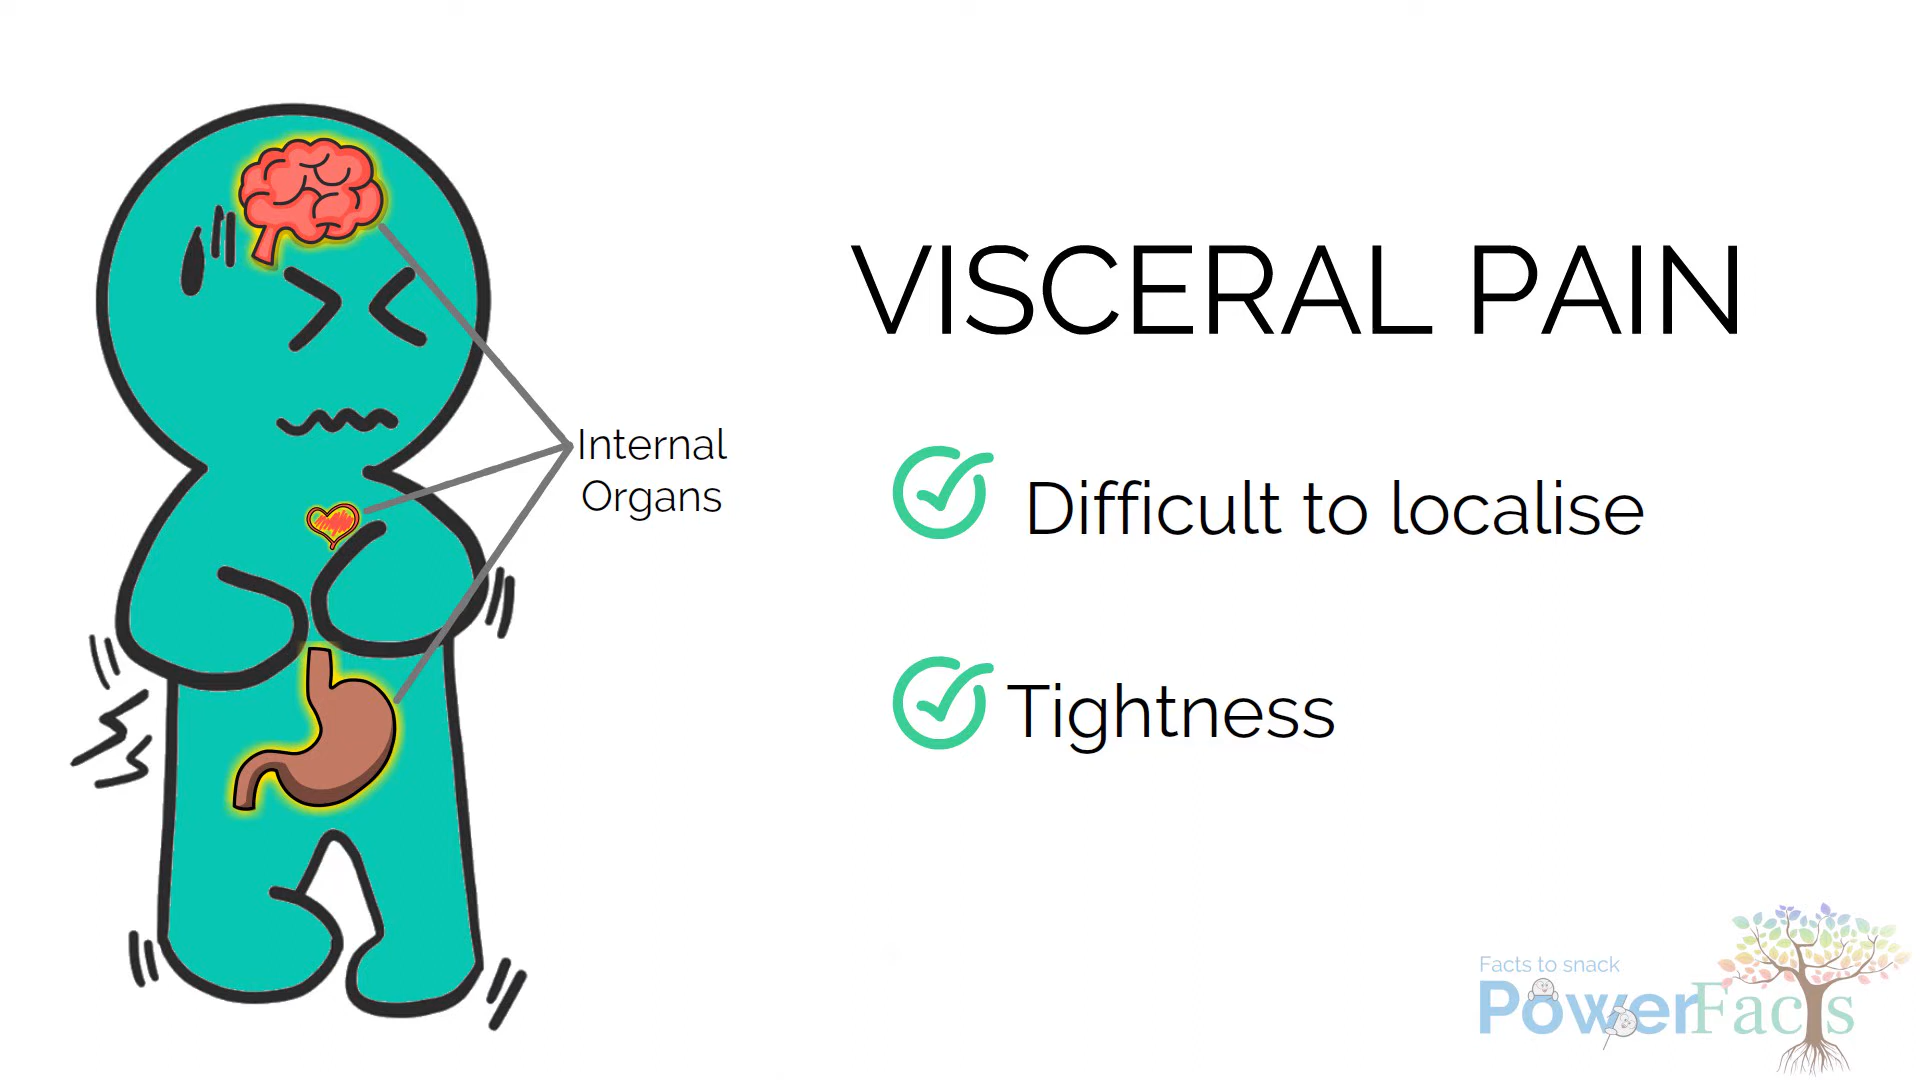 VISCERAL PAIN
Internal
Organs
Difficult to localise
Tightness
Facts to snack
PowerFacts